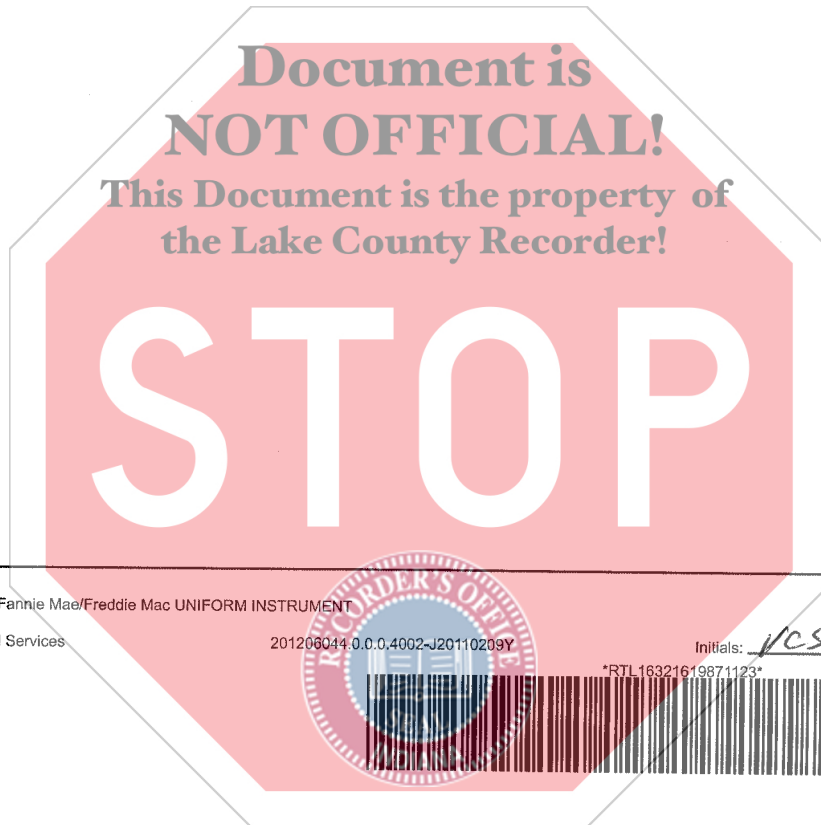 Document is
NOT OFFICIAL!
This Document is the property of
the Lake County Recorder!
STOP
Fannie Mae/Freddie Mac UNIFORM INSTRUMENT
Services
201206044.0.0.0.4002-J20110209Y
Initials:
*RTL16321619871123*
RECORDER'S OFFICE
SEAL
INDIANA